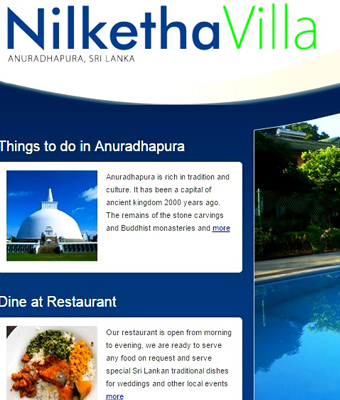 NilkethaVilla
ANURADHAPURA, SRI LANKA
Things to do in Anuradhapura
Anuradhapura is rich in tradition and
culture. It has been a capital of
ancient kingdom 2000 years ago.
The remains of the stone carvings
and Buddhist monasteries and more
Dine at Restaurant
Our restaurant is open from morning
to evening, we are ready to serve
any food on request and serve
special Sri Lankan traditional dishes
for weddings and other local events
more